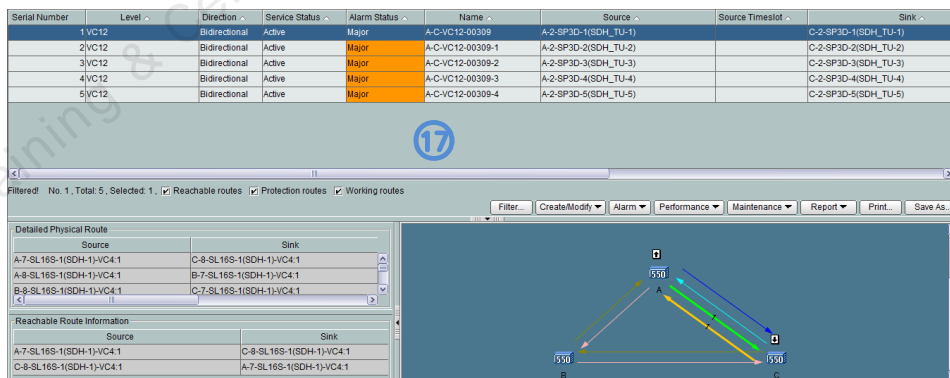 Serial Number Level Direction Service Status Alarm Status Name Source Source Timeslot Sink
1 VC12 Bidirectional Active Major A-C-VC12-00309 A-2-SP3D-1(SDH_TU-1) C-2-SP3D-1(SDH_TU-1)
2 VC12 Bidirectional Active Major A-C-VC12-00309-1 A-2-SP3D-2(SDH_TU-2) C-2-SP3D-2(SDH_TU-2)
3 VC12 Bidirectional Active Major A-C-VC12-00309-2 A-2-SP3D-3(SDH_TU-3) C-2-SP3D-3(SDH_TU-3)
4 VC12 Bidirectional Active Major A-C-VC12-00309-3 A-2-SP3D-4(SDH_TU-4) C-2-SP3D-4(SDH_TU-4)
5 VC12 Bidirectional Active Major A-C-VC12-00309-4 A-2-SP3D-5(SDH_TU-5) C-2-SP3D-5(SDH_TU-5)
17
Filtered! No. 1 , Total: 5 , Selected: 1 , Reachable routes Protection routes Working routes
Filter... Create/Modify Alarm Performance Maintenance Report Print... Save As...
Detailed Physical Route
Source Sink
A-7-SL16S-1(SDH-1)-VC4:1 C-8-SL16S-1(SDH-1)-VC4:1
A-8-SL16S-1(SDH-1)-VC4:1 B-7-SL16S-1(SDH-1)-VC4:1
B-8-SL16S-1(SDH-1)-VC4:1 C-7-SL16S-1(SDH-1)-VC4:1
Reachable Route Information
Source Sink
A-7-SL16S-1(SDH-1)-VC4:1 C-8-SL16S-1(SDH-1)-VC4:1
C-8-SL16S-1(SDH-1)-VC4:1 A-7-SL16S-1(SDH-1)-VC4:1
550
A
550
B
550
C